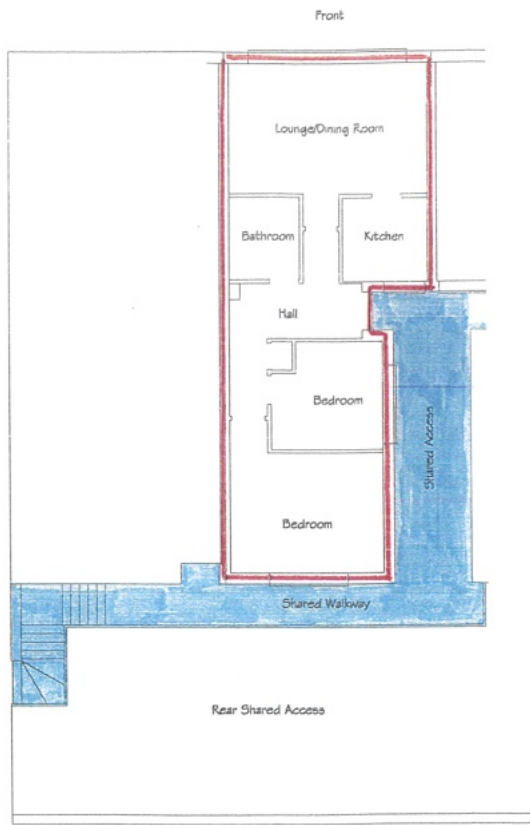 Front
Lounge/Dining Room
Bathroom
Kitchen
Hall
Bedroom
Shared Access
Bedroom
Shared Walkway
Rear Shared Access